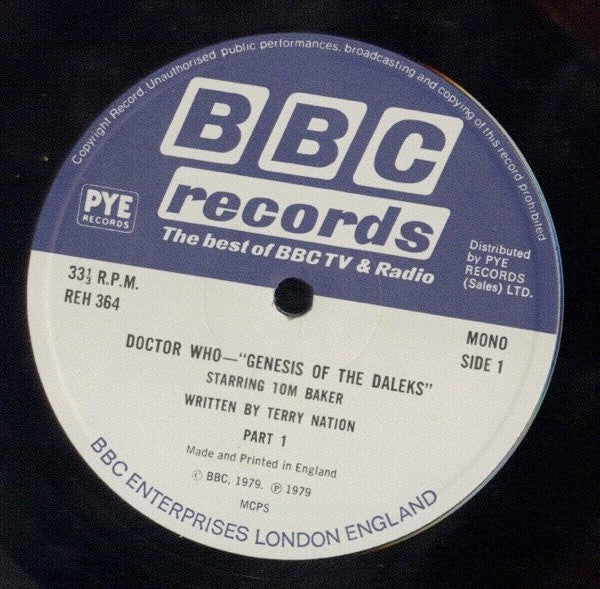 Copyright Record. Unauthorised public performances, broadcasting and copying of this record prohibited
BBC
records
The best of BBC TV & Radio
PYE
RECORDS
Distributed
by PYE
RECORDS
(Sales) LTD.
33⅓ R.P.M.
REH 364
MONO
SIDE 1
DOCTOR WHO—"GENESIS OF THE DALEKS"
STARRING TOM BAKER
WRITTEN BY TERRY NATION
PART 1
Made and Printed in England
© BBC, 1979. ℗ 1979
MCPS
BBC ENTERPRISES LONDON ENGLAND